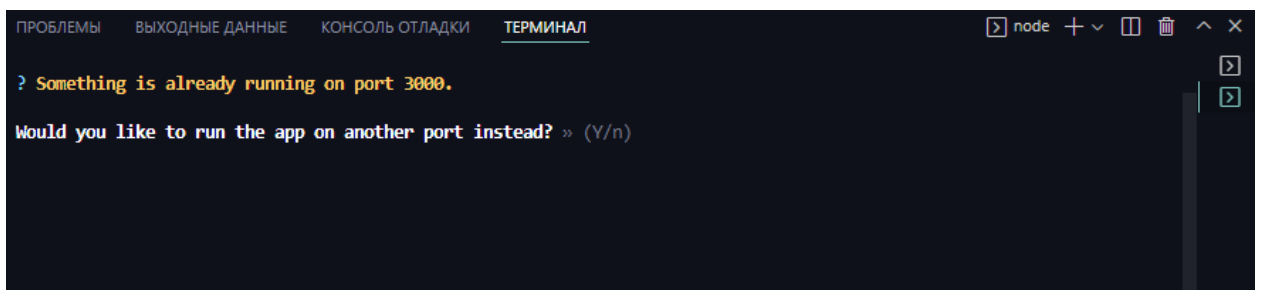 ПРОБЛЕМЫ ВЫХОДНЫЕ ДАННЫЕ КОНСОЛЬ ОТЛАДКИ ТЕРМИНАЛ node
? Something is already running on port 3000.
Would you like to run the app on another port instead? » (Y/n)